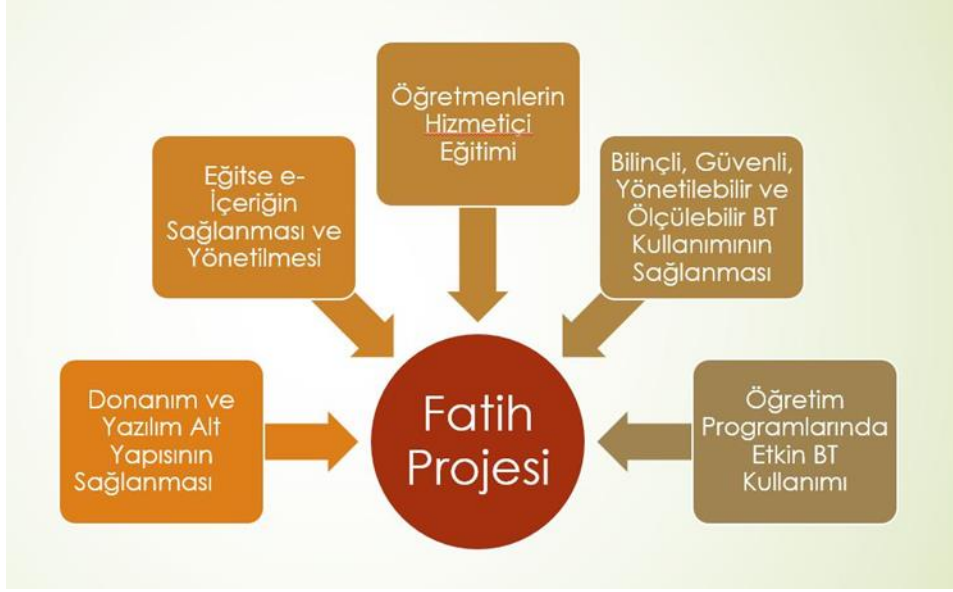 Öğretmenlerin
Hizmetiçi
Eğitimi
Eğitse e-
İçeriğin
Sağlanması ve
Yönetilmesi
Bilinçli, Güvenli,
Yönetilebilir ve
Ölçülebilir BT
Kullanımının
Sağlanması
Donanım ve
Yazılım Alt
Yapısının
Sağlanması
Fatih
Projesi
Öğretim
Programlarında
Etkin BT
Kullanımı